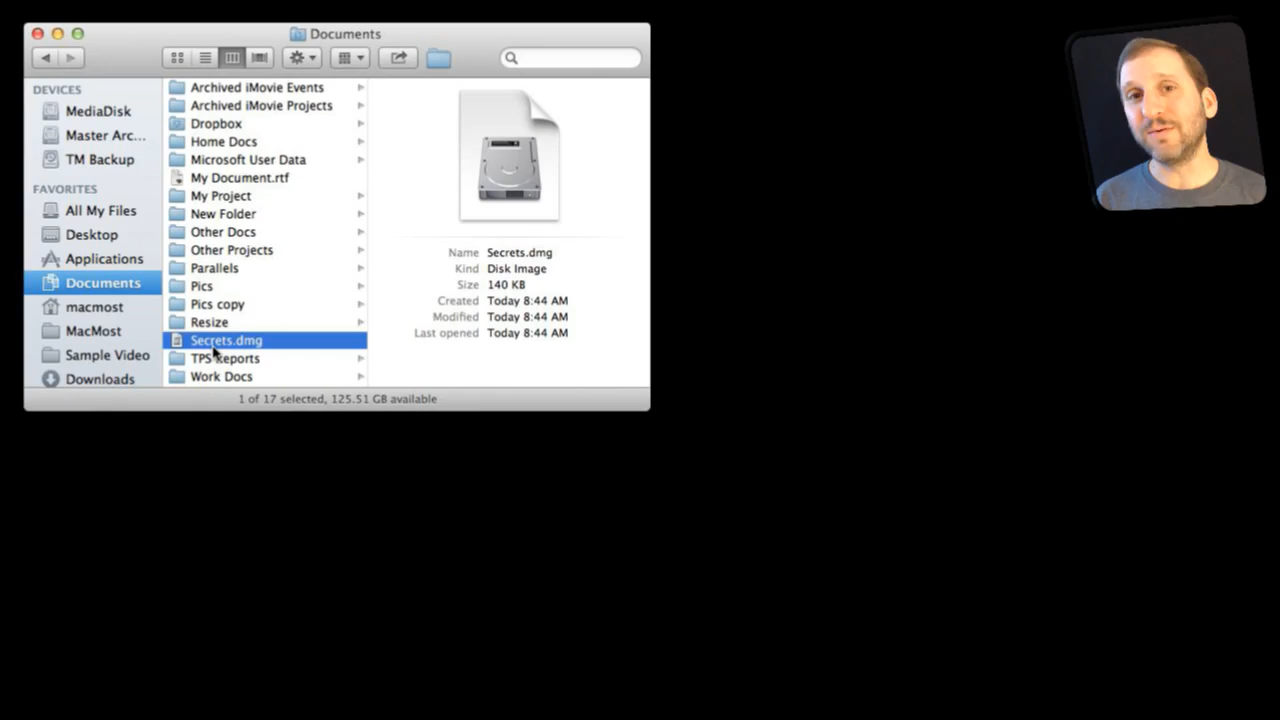 Documents
DEVICES
MediaDisk
Master Arc...
TM Backup
FAVORITES
All My Files
Desktop
Applications
Documents
macmost
MacMost
Sample Video
Downloads
Archived iMovie Events
Archived iMovie Projects
Dropbox
Home Docs
Microsoft User Data
My Document.rtf
My Project
New Folder
Other Docs
Other Projects
Parallels
Pics
Pics copy
Resize
Secrets.dmg
TPS Reports
Work Docs
Name Secrets.dmg
Kind Disk Image
Size 140 KB
Created Today 8:44 AM
Modified Today 8:44 AM
Last opened Today 8:44 AM
1 of 17 selected, 125.51 GB available